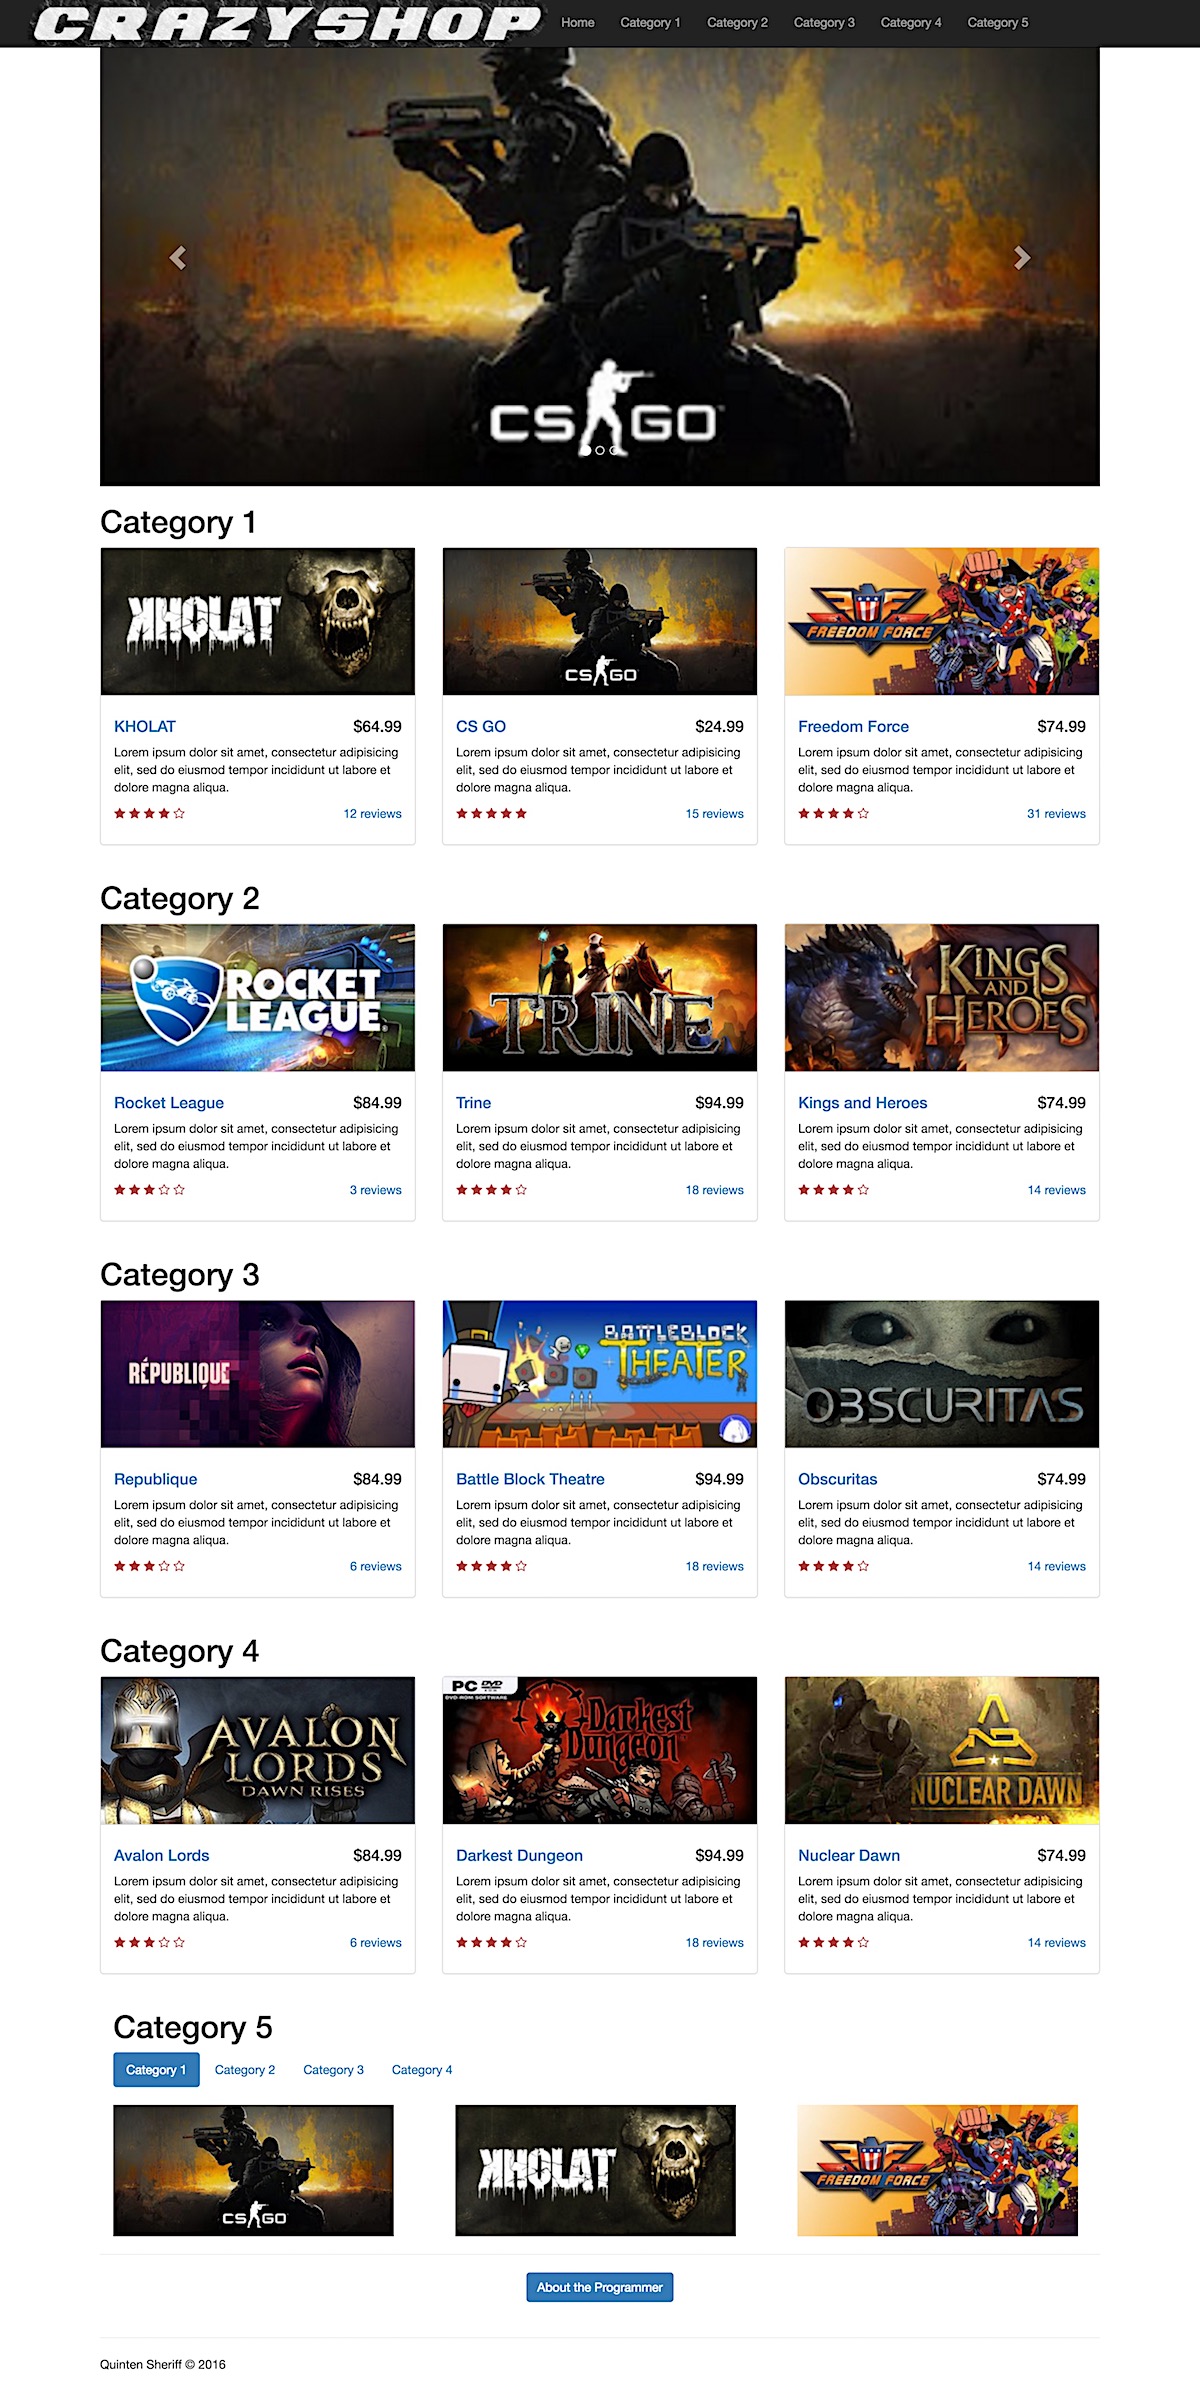 CRAZYSHOP
Home Category 1 Category 2 Category 3 Category 4 Category 5
CS GO
Category 1
KHOLAT
CS GO
FREEDOM FORCE
KHOLAT $64.99
Lorem ipsum dolor sit amet, consectetur adipisicing
elit, sed do eiusmod tempor incididunt ut labore et
dolore magna aliqua.
12 reviews
CS GO $24.99
Lorem ipsum dolor sit amet, consectetur adipisicing
elit, sed do eiusmod tempor incididunt ut labore et
dolore magna aliqua.
15 reviews
Freedom Force $74.99
Lorem ipsum dolor sit amet, consectetur adipisicing
elit, sed do eiusmod tempor incididunt ut labore et
dolore magna aliqua.
31 reviews
Category 2
ROCKET
LEAGUE
TRINE
KINGS
AND
HEROES
Rocket League $84.99
Lorem ipsum dolor sit amet, consectetur adipisicing
elit, sed do eiusmod tempor incididunt ut labore et
dolore magna aliqua.
3 reviews
Trine $94.99
Lorem ipsum dolor sit amet, consectetur adipisicing
elit, sed do eiusmod tempor incididunt ut labore et
dolore magna aliqua.
18 reviews
Kings and Heroes $74.99
Lorem ipsum dolor sit amet, consectetur adipisicing
elit, sed do eiusmod tempor incididunt ut labore et
dolore magna aliqua.
14 reviews
Category 3
RÉPUBLIQUE
BATTLEBLOCK
THEATER
OBSCURITAS
Republique $84.99
Lorem ipsum dolor sit amet, consectetur adipisicing
elit, sed do eiusmod tempor incididunt ut labore et
dolore magna aliqua.
6 reviews
Battle Block Theatre $94.99
Lorem ipsum dolor sit amet, consectetur adipisicing
elit, sed do eiusmod tempor incididunt ut labore et
dolore magna aliqua.
18 reviews
Obscuritas $74.99
Lorem ipsum dolor sit amet, consectetur adipisicing
elit, sed do eiusmod tempor incididunt ut labore et
dolore magna aliqua.
14 reviews
Category 4
AVALON
LORDS
DAWN RISES
PC DVD
DVD-ROM SOFTWARE
Darkest
Dungeon
NUCLEAR DAWN
Avalon Lords $84.99
Lorem ipsum dolor sit amet, consectetur adipisicing
elit, sed do eiusmod tempor incididunt ut labore et
dolore magna aliqua.
6 reviews
Darkest Dungeon $94.99
Lorem ipsum dolor sit amet, consectetur adipisicing
elit, sed do eiusmod tempor incididunt ut labore et
dolore magna aliqua.
18 reviews
Nuclear Dawn $74.99
Lorem ipsum dolor sit amet, consectetur adipisicing
elit, sed do eiusmod tempor incididunt ut labore et
dolore magna aliqua.
14 reviews
Category 5
Category 1 Category 2 Category 3 Category 4
CS GO
KHOLAT
FREEDOM FORCE
About the Programmer
Quinten Sheriff © 2016